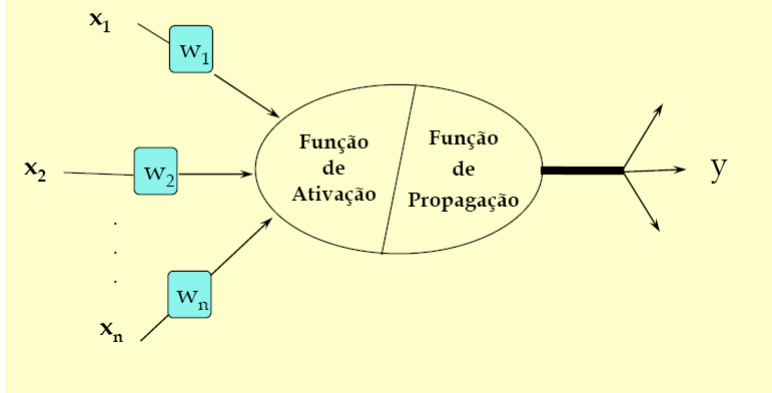 x1
w1
Função
de
Ativação
Função
de
Propagação
x2
w2
y
.
.
.
wn
xn